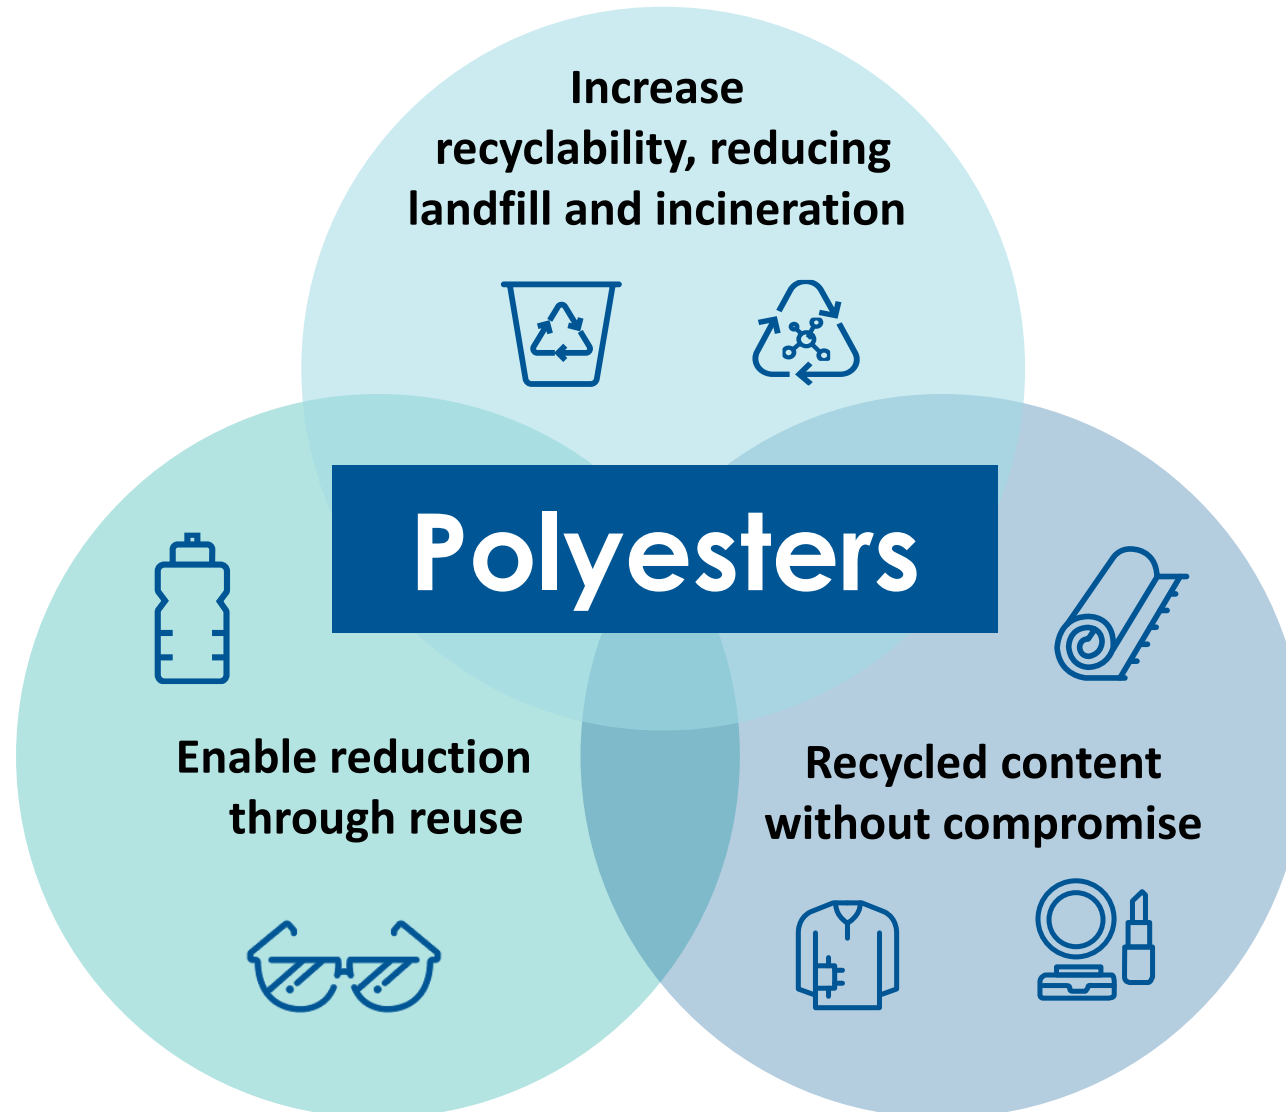 Increase
recyclability, reducing
landfill and incineration
Polyesters
Enable reduction
through reuse
Recycled content
without compromise